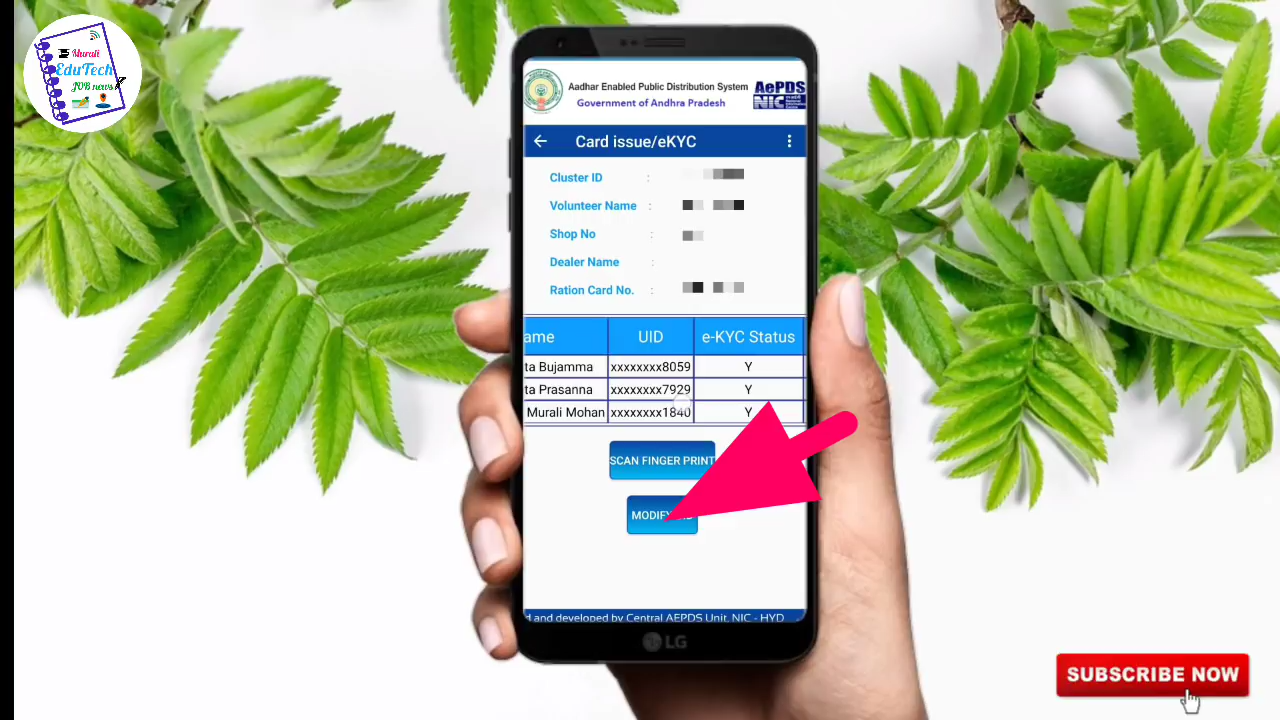 Murali
EduTech
JOB news
Aadhar Enabled Public Distribution System
Government of Andhra Pradesh
AePDS
NIC
Card issue/eKYC
Cluster ID :
Volunteer Name :
Shop No :
Dealer Name :
Ration Card No. :
ame UID e-KYC Status
ta Bujamma xxxxxxxx8059 Y
ta Prasanna xxxxxxxx7929 Y
Murali Mohan xxxxxxxx1840 Y
SCAN FINGER PRINT
MODIFY
d and developed by Central AEPDS Unit, NIC - HYD
LG
SUBSCRIBE NOW